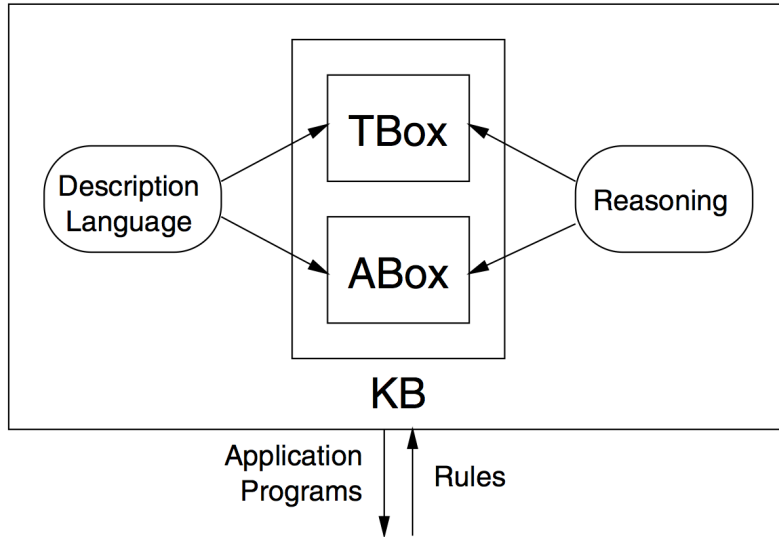 TBox
Description
Language
Reasoning
ABox
KB
Application
Programs
Rules